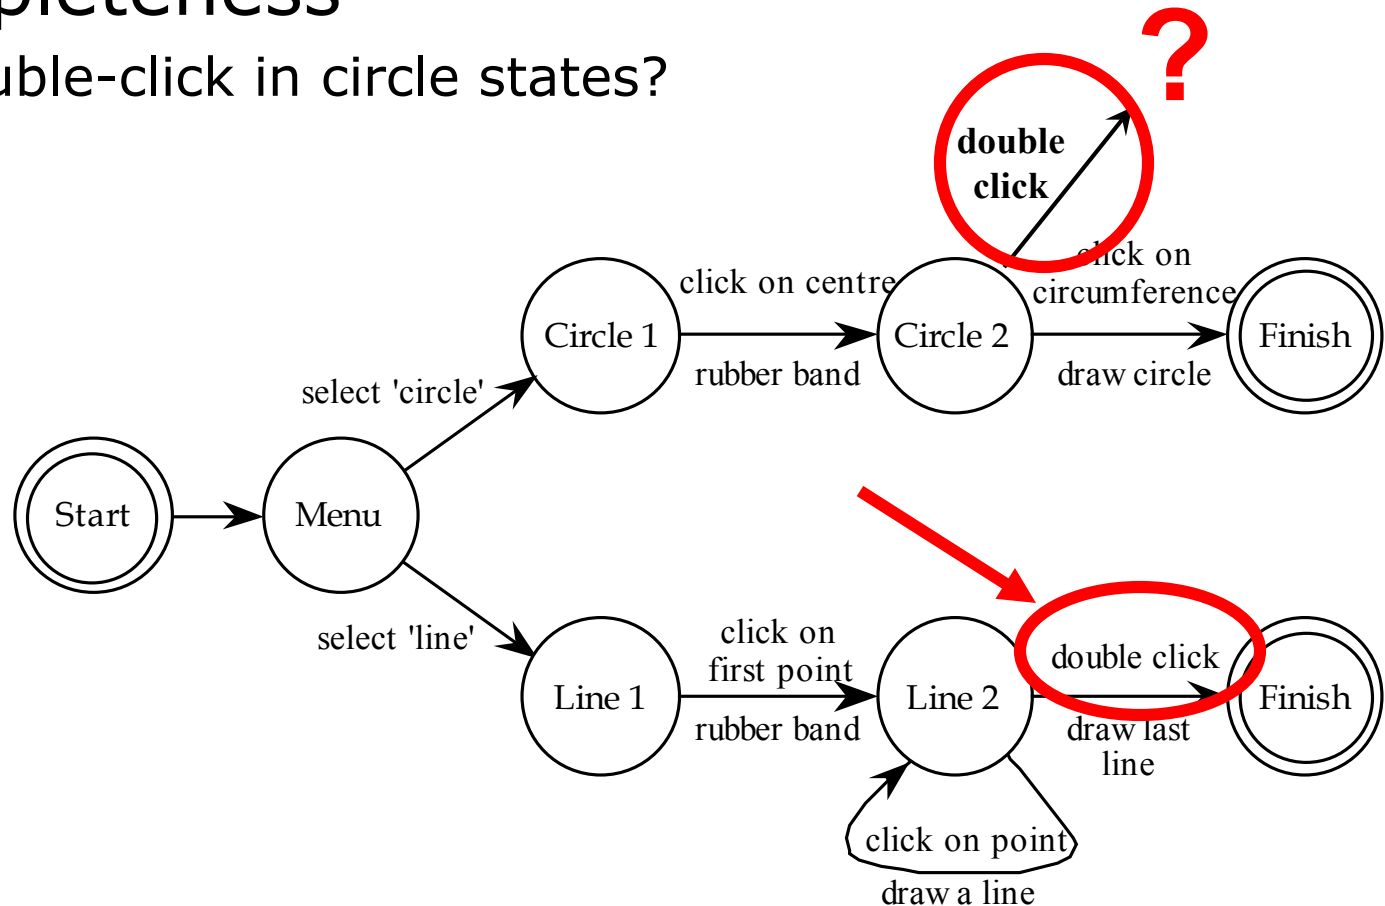 pleteness
uble-click in circle states?
?
double
click
click on
circumference
click on centre
Circle 1
Circle 2
Finish
rubber band
draw circle
select 'circle'
Start
Menu
select 'line'
click on
first point
double click
Line 1
Line 2
Finish
rubber band
draw last
line
click on point
draw a line